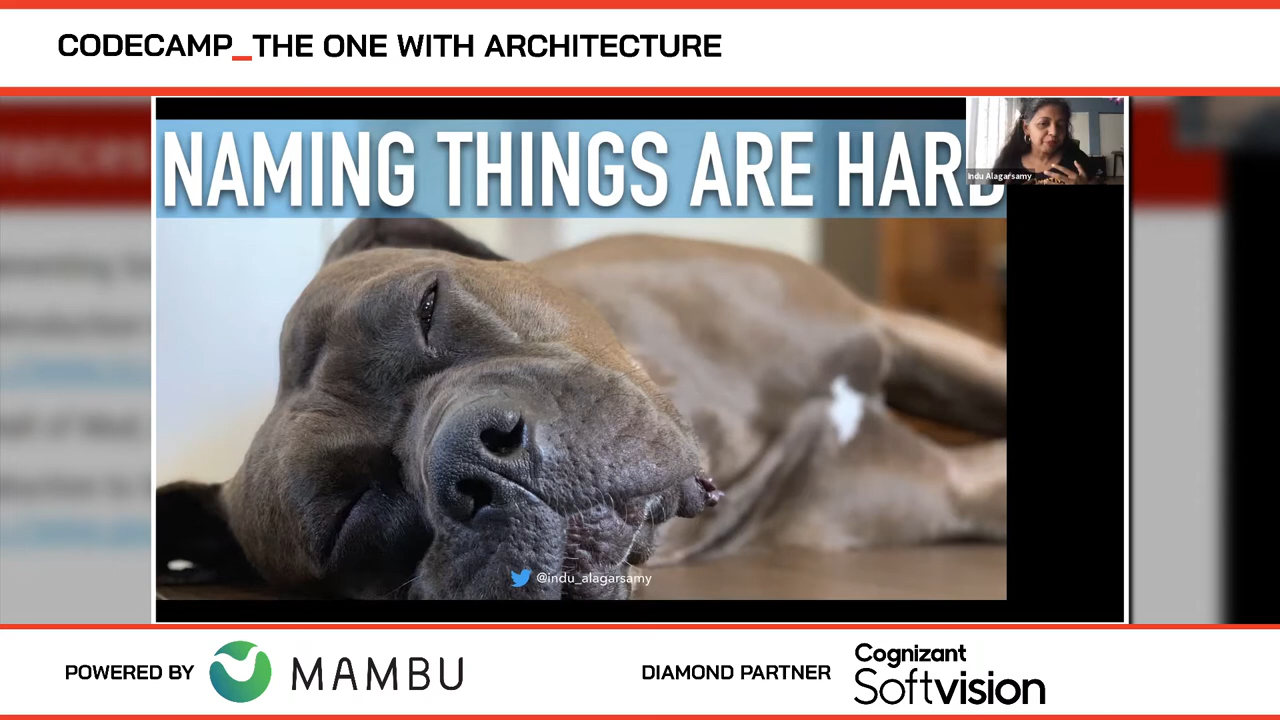 CODECAMP_THE ONE WITH ARCHITECTURE
NAMING THINGS ARE HARD
Indu Alagarsamy
@indu_alagarsamy
POWERED BY MAMBU
DIAMOND PARTNER
Cognizant
Softvision